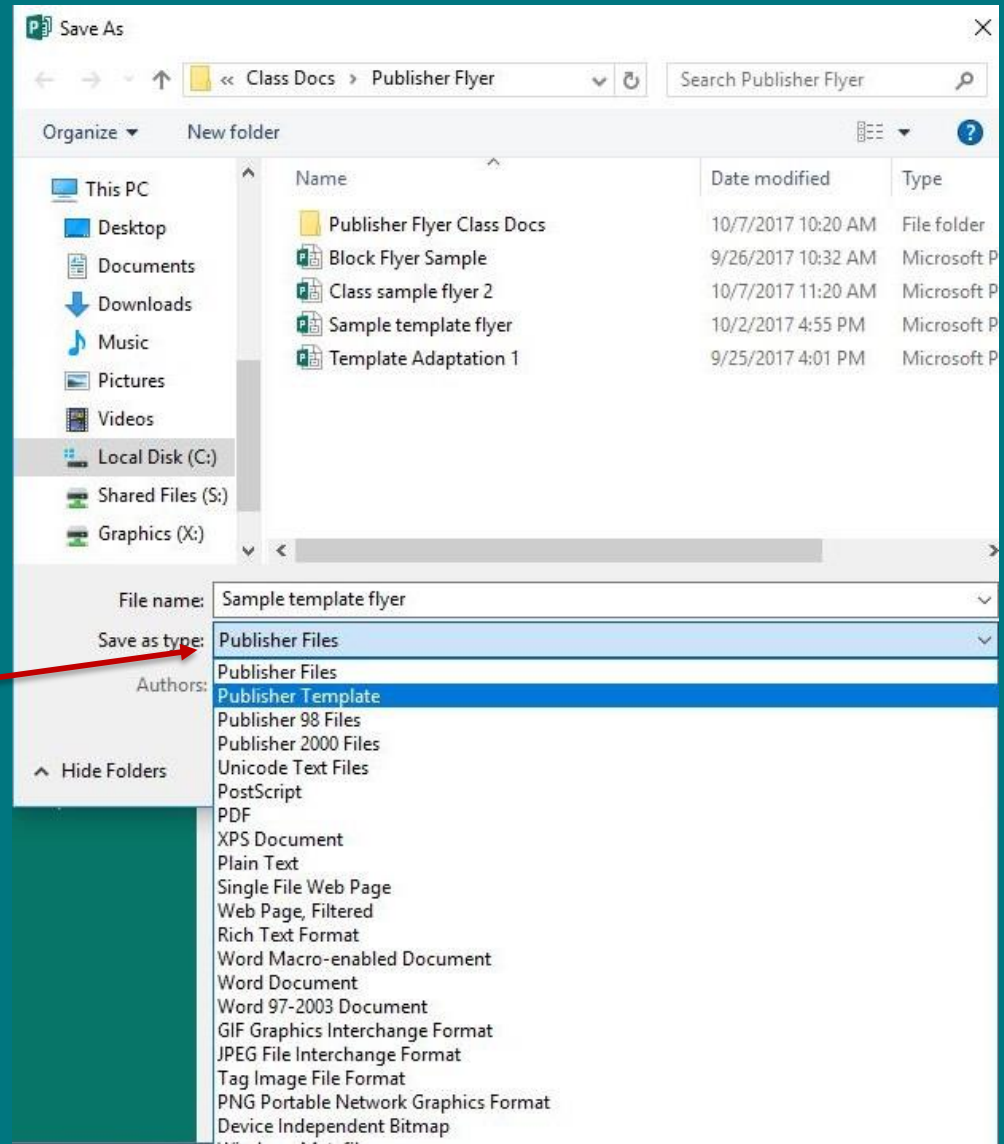 Save As
« Class Docs › Publisher Flyer
Search Publisher Flyer
Organize New folder
Name Date modified Type
This PC
Desktop
Documents
Downloads
Music
Pictures
Videos
Local Disk (C:)
Shared Files (S:)
Graphics (X:)
Publisher Flyer Class Docs 10/7/2017 10:20 AM File folder
Block Flyer Sample 9/26/2017 10:32 AM Microsoft P
Class sample flyer 2 10/7/2017 11:20 AM Microsoft P
Sample template flyer 10/2/2017 4:55 PM Microsoft P
Template Adaptation 1 9/25/2017 4:01 PM Microsoft P
File name: Sample template flyer
Save as type: Publisher Files
Authors:
Hide Folders
Publisher Files
Publisher Template
Publisher 98 Files
Publisher 2000 Files
Unicode Text Files
PostScript
PDF
XPS Document
Plain Text
Single File Web Page
Web Page, Filtered
Rich Text Format
Word Macro-enabled Document
Word Document
Word 97-2003 Document
GIF Graphics Interchange Format
JPEG File Interchange Format
Tag Image File Format
PNG Portable Network Graphics Format
Device Independent Bitmap